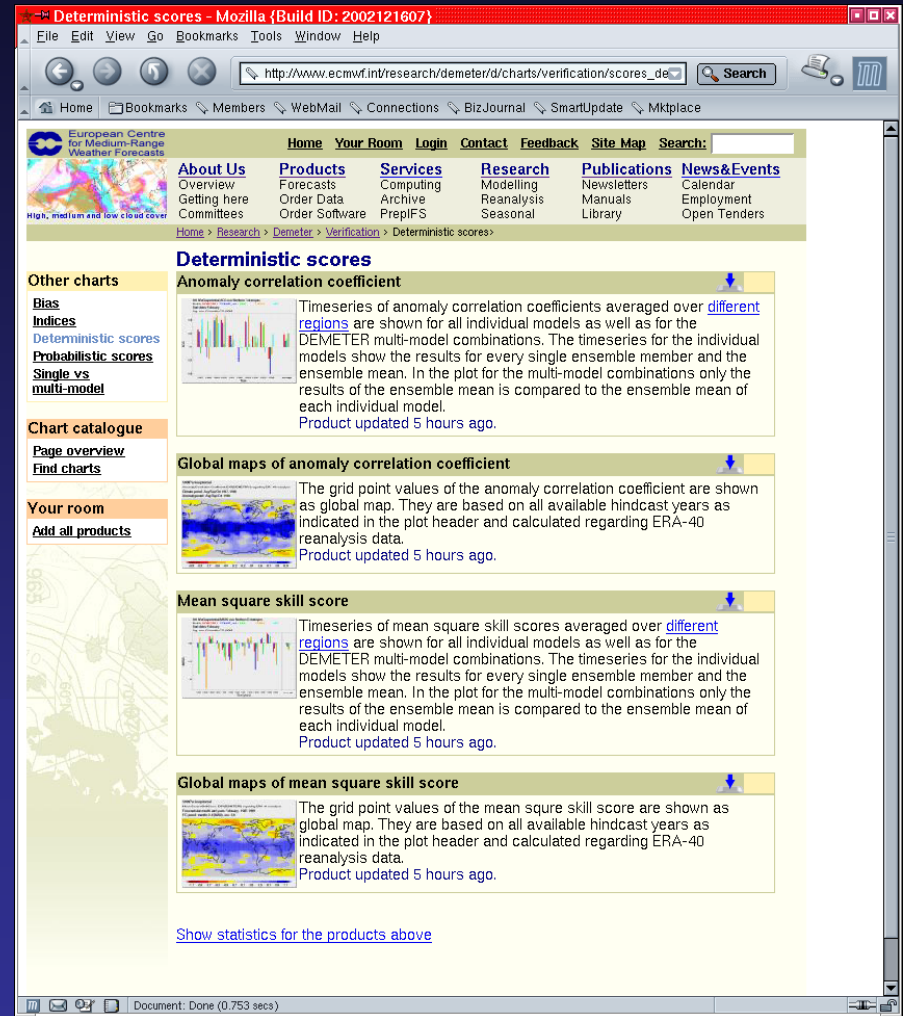 Deterministic scores - Mozilla {Build ID: 2002121607}
File Edit View Go Bookmarks Tools Window Help
http://www.ecmwf.int/research/demeter/d/charts/verification/scores_de
Search
Home Bookmarks Members WebMail Connections BizJournal SmartUpdate Mktplace
European Centre
for Medium-Range
Weather Forecasts
Home Your Room Login Contact Feedback Site Map Search:
High, medium and low cloud cover
About Us Products Services Research Publications News&Events
Overview Forecasts Computing Modelling Newsletters Calendar
Getting here Order Data Archive Reanalysis Manuals Employment
Committees Order Software PrepIFS Seasonal Library Open Tenders
Home > Research > Demeter > Verification > Deterministic scores>
Deterministic scores
Other charts
Bias
Indices
Deterministic scores
Probabilistic scores
Single vs
multi-model
Chart catalogue
Page overview
Find charts
Your room
Add all products
Anomaly correlation coefficient
Timeseries of anomaly correlation coefficients averaged over different
regions are shown for all individual models as well as for the
DEMETER multi-model combinations. The timeseries for the individual
models show the results for every single ensemble member and the
ensemble mean. In the plot for the multi-model combinations only the
results of the ensemble mean is compared to the ensemble mean of
each individual model.
Product updated 5 hours ago.
Global maps of anomaly correlation coefficient
The grid point values of the anomaly correlation coefficient are shown
as global map. They are based on all available hindcast years as
indicated in the plot header and calculated regarding ERA-40
reanalysis data.
Product updated 5 hours ago.
Mean square skill score
Timeseries of mean square skill scores averaged over different
regions are shown for all individual models as well as for the
DEMETER multi-model combinations. The timeseries for the individual
models show the results for every single ensemble member and the
ensemble mean. In the plot for the multi-model combinations only the
results of the ensemble mean is compared to the ensemble mean of
each individual model.
Product updated 5 hours ago.
Global maps of mean square skill score
The grid point values of the mean squre skill score are shown as
global map. They are based on all available hindcast years as
indicated in the plot header and calculated regarding ERA-40
reanalysis data.
Product updated 5 hours ago.
Show statistics for the products above
965
Document: Done (0.753 secs)